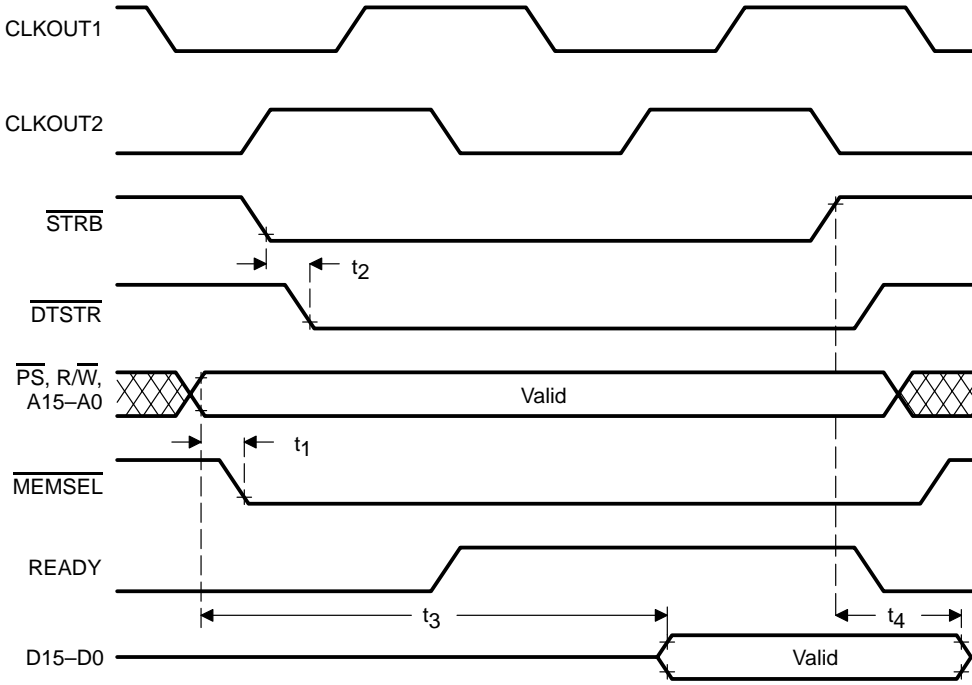 CLKOUT1
CLKOUT2
STRB
t2
DTSTR
PS, R/W,
A15–A0
Valid
t1
MEMSEL
READY
t3
t4
D15–D0
Valid